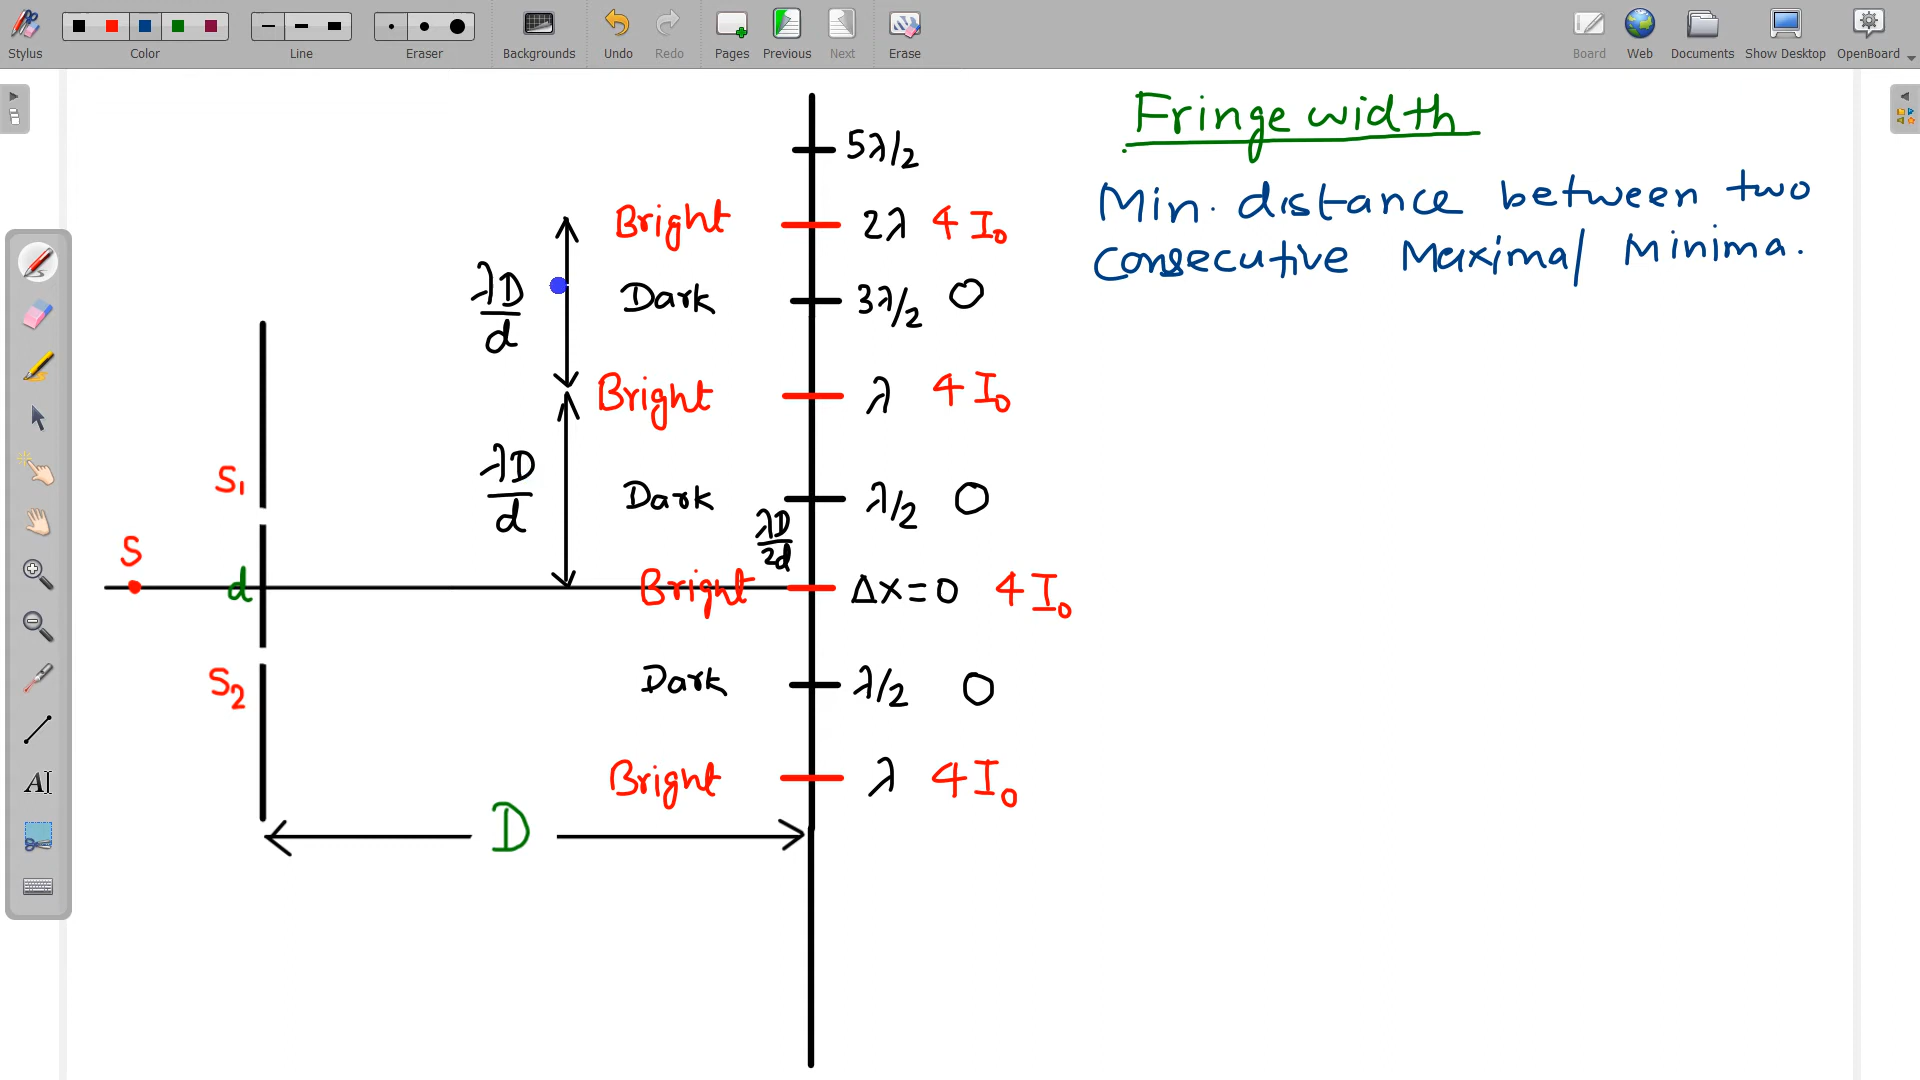 Stylus
Color
Line
Eraser
Backgrounds
Undo
Redo
Pages
Previous
Next
Erase
Board
Web
Documents
Show Desktop
OpenBoard
Fringe width
Min. distance between two
consecutive Maxima/ Minima.
5λ/2
Bright 2λ 4I₀
λD/d
Dark 3λ/2 0
Bright λ 4I₀
λD/d
S₁
Dark λ/2 0
λD/2d
S
d
Bright Δx=0 4I₀
S₂
Dark λ/2 0
Bright λ 4I₀
D
AI